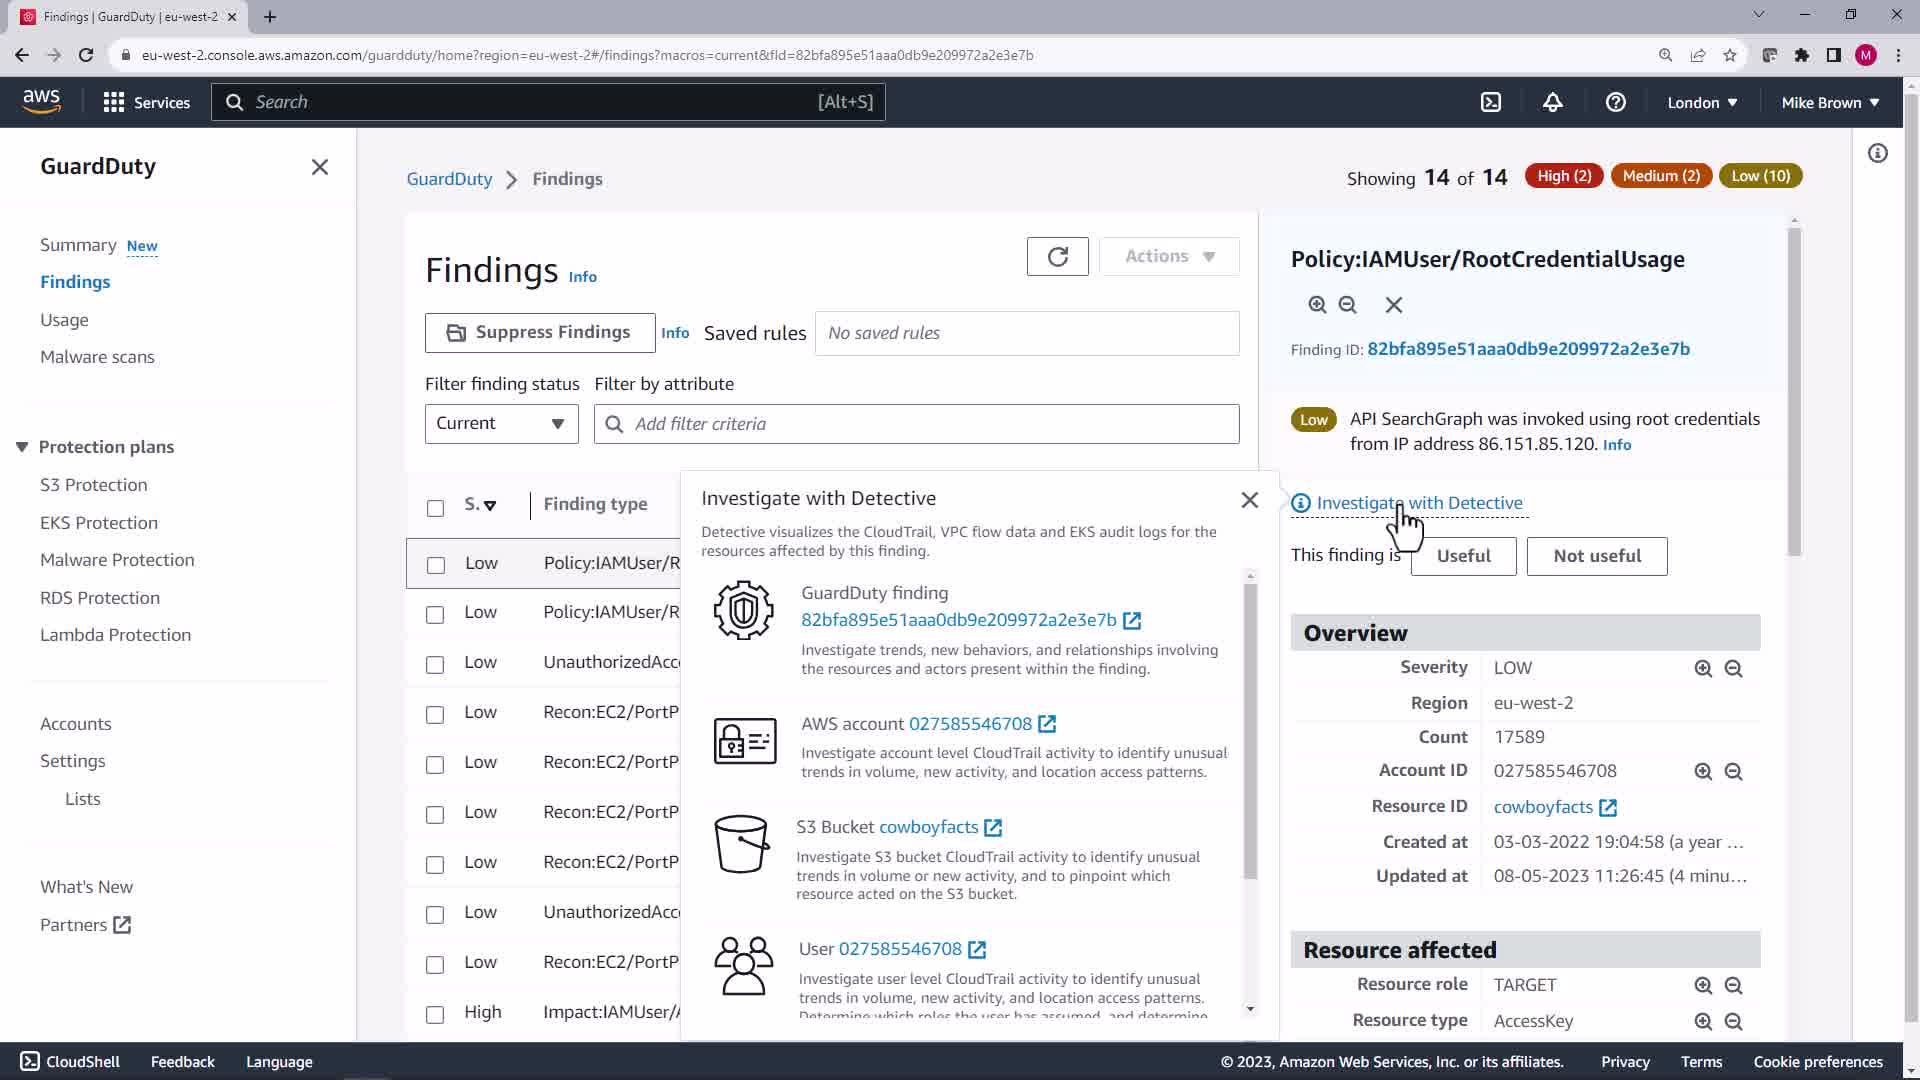 Findings | GuardDuty | eu-west-2
eu-west-2.console.aws.amazon.com/guardduty/home?region=eu-west-2#/findings?macros=current&fId=82bfa895e51aaa0db9e209972a2e3e7b
M
aws
Services
Search
[Alt+S]
London
Mike Brown
GuardDuty
Summary New
Findings
Usage
Malware scans
Protection plans
S3 Protection
EKS Protection
Malware Protection
RDS Protection
Lambda Protection
Accounts
Settings
Lists
What's New
Partners
GuardDuty
Findings
Showing 14 of 14
High (2)
Medium (2)
Low (10)
Findings Info
Actions
Suppress Findings
Info
Saved rules
No saved rules
Filter finding status
Filter by attribute
Current
Add filter criteria
S.
Finding type
Low Policy:IAMUser/R
Low Policy:IAMUser/R
Low UnauthorizedAcc
Low Recon:EC2/PortP
Low Recon:EC2/PortP
Low Recon:EC2/PortP
Low Recon:EC2/PortP
Low UnauthorizedAcc
Low Recon:EC2/PortP
High Impact:IAMUser/
Investigate with Detective
Detective visualizes the CloudTrail, VPC flow data and EKS audit logs for the
resources affected by this finding.
GuardDuty finding
82bfa895e51aaa0db9e209972a2e3e7b
Investigate trends, new behaviors, and relationships involving
the resources and actors present within the finding.
AWS account 027585546708
Investigate account level CloudTrail activity to identify unusual
trends in volume, new activity, and location access patterns.
S3 Bucket cowboyfacts
Investigate S3 bucket CloudTrail activity to identify unusual
trends in volume or new activity, and to pinpoint which
resource acted on the S3 bucket.
User 027585546708
Investigate user level CloudTrail activity to identify unusual
trends in volume, new activity, and location access patterns.
Determine which roles the user has assumed, and determine
Policy:IAMUser/RootCredentialUsage
Finding ID: 82bfa895e51aaa0db9e209972a2e3e7b
Low
API SearchGraph was invoked using root credentials
from IP address 86.151.85.120. Info
Investigate with Detective
This finding is
Useful
Not useful
Overview
Severity LOW
Region eu-west-2
Count 17589
Account ID 027585546708
Resource ID cowboyfacts
Created at 03-03-2022 19:04:58 (a year ...
Updated at 08-05-2023 11:26:45 (4 minu...
Resource affected
Resource role TARGET
Resource type AccessKey
CloudShell
Feedback
Language
© 2023, Amazon Web Services, Inc. or its affiliates.
Privacy
Terms
Cookie preferences